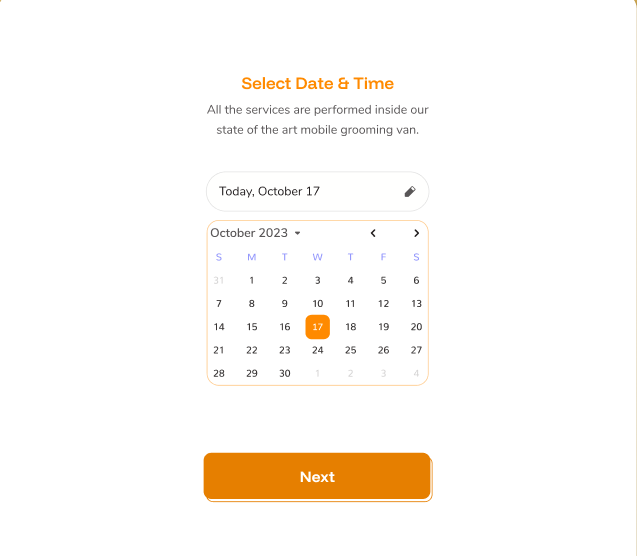 Select Date & Time
All the services are performed inside our
state of the art mobile grooming van.
Today, October 17
October 2023
S M T W T F S
31 1 2 3 4 5 6
7 8 9 10 11 12 13
14 15 16 17 18 19 20
21 22 23 24 25 26 27
28 29 30 1 2 3 4
Next